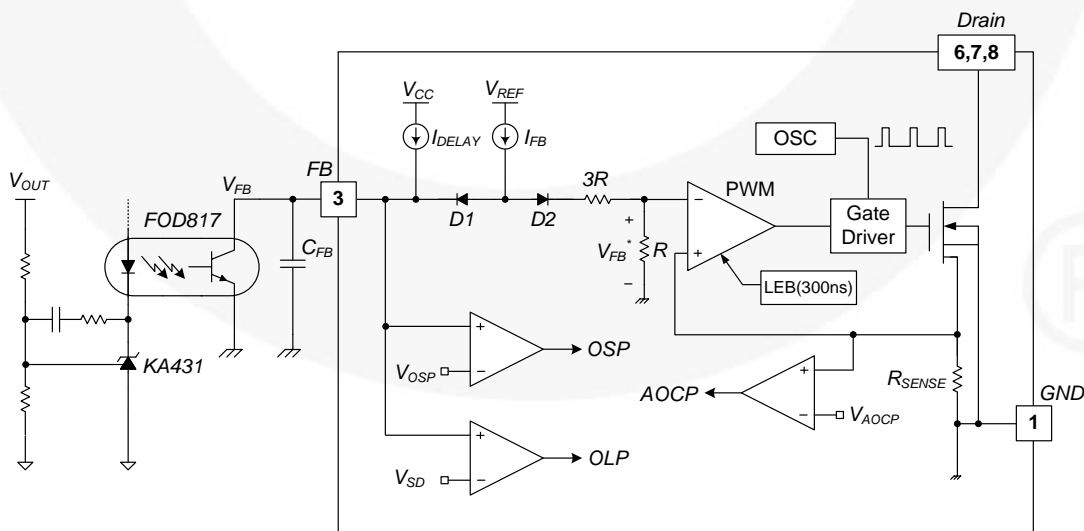 Drain
6,7,8
VCC
VREF
OSC
IDELAY
IFB
FB
3R
PWM
VOUT
VFB
3
FOD817
D1
D2
−
Gate
Driver
CFB
+
VFB*
R
−
+
LEB(300ns)
+
OSP
KA431
VOSP
−
AOCP
+
RSENSE
GND
−
VAOCP
1
+
OLP
VSD
−